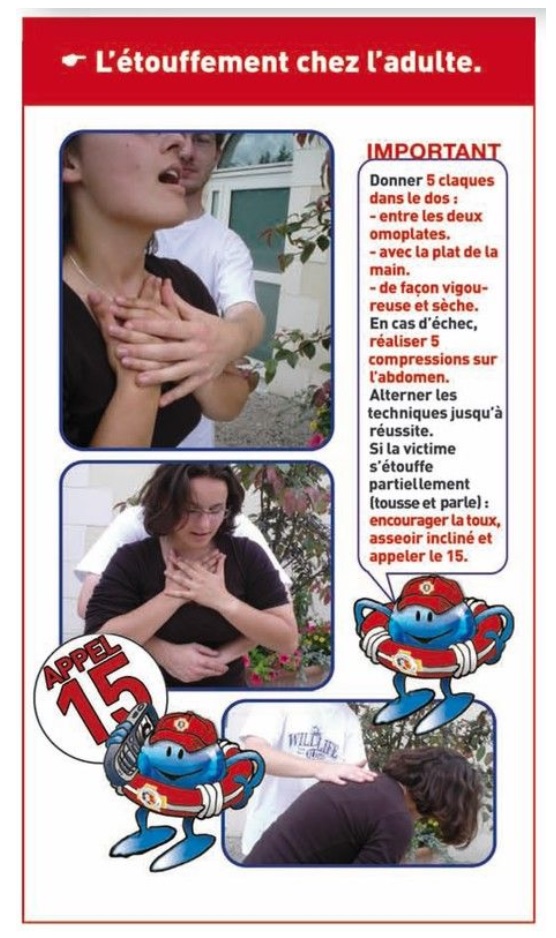 ☛ L'étouffement chez l'adulte.
IMPORTANT
Donner 5 claques
dans le dos :
- entre les deux
omoplates.
- avec la plat de la
main.
- de façon vigou-
reuse et sèche.
En cas d'échec,
réaliser 5
compressions sur
l'abdomen.
Alterner les
techniques jusqu'à
réussite.
Si la victime
s'étouffe
partiellement
(tousse et parle) :
encourager la toux,
asseoir incliné et
appeler le 15.
APPEL
15
WILDLIFE